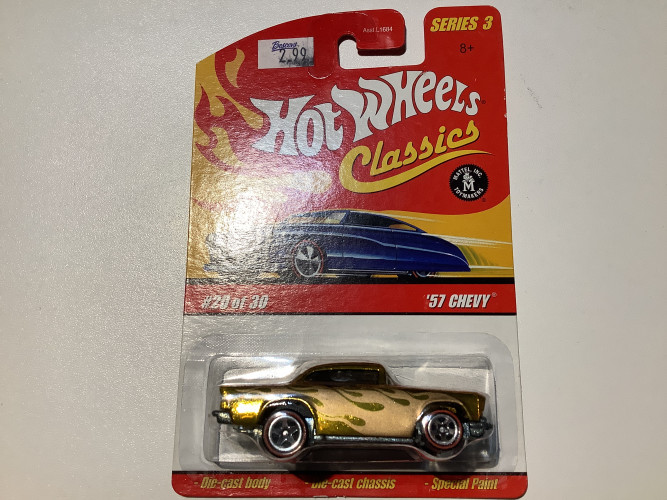 SERIES 3
Asst. L1684
8+
2.99
HOT WHEELS
Classics
MATTEL, INC.
M
TOYMAKERS
#20 of 30
'57 CHEVY®
- Die-cast body
- Die-cast chassis
- Special Paint